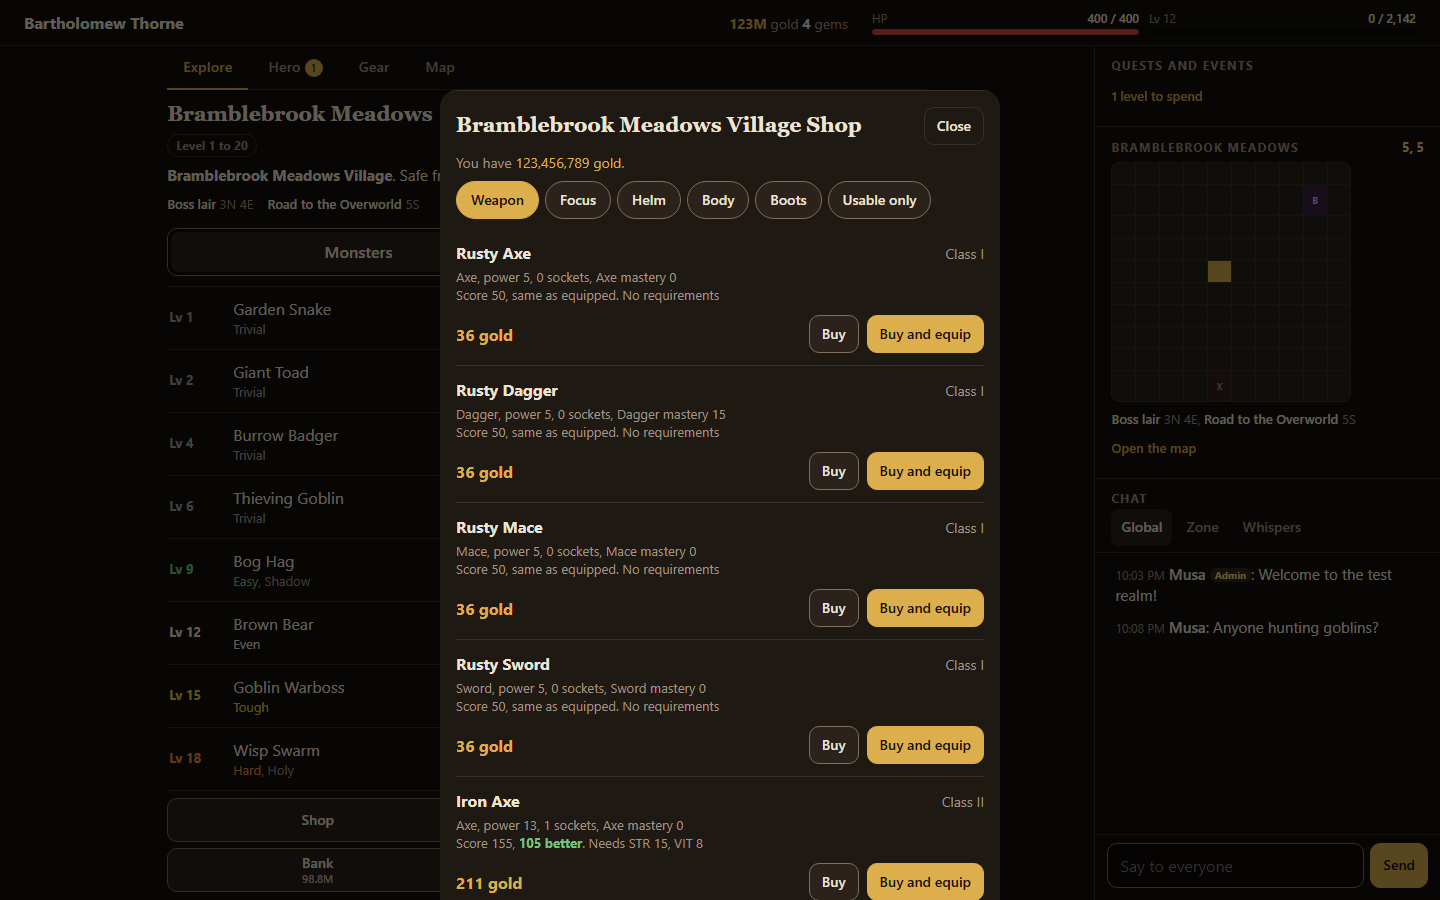 Bartholomew Thorne
123M gold 4 gems
HP 400 / 400
Lv 12 0 / 2,142
Explore Hero 1 Gear Map
Bramblebrook Meadows
Level 1 to 20
Bramblebrook Meadows Village. Safe fr
Boss lair 3N 4E Road to the Overworld 5S
Monsters
Lv 1 Garden Snake
Trivial
Lv 2 Giant Toad
Trivial
Lv 4 Burrow Badger
Trivial
Lv 6 Thieving Goblin
Trivial
Lv 9 Bog Hag
Easy, Shadow
Lv 12 Brown Bear
Even
Lv 15 Goblin Warboss
Tough
Lv 18 Wisp Swarm
Hard, Holy
Shop
Bank
98.8M
Bramblebrook Meadows Village Shop
Close
You have 123,456,789 gold.
Weapon Focus Helm Body Boots Usable only
Rusty Axe Class I
Axe, power 5, 0 sockets, Axe mastery 0
Score 50, same as equipped. No requirements
36 gold Buy Buy and equip
Rusty Dagger Class I
Dagger, power 5, 0 sockets, Dagger mastery 15
Score 50, same as equipped. No requirements
36 gold Buy Buy and equip
Rusty Mace Class I
Mace, power 5, 0 sockets, Mace mastery 0
Score 50, same as equipped. No requirements
36 gold Buy Buy and equip
Rusty Sword Class I
Sword, power 5, 0 sockets, Sword mastery 0
Score 50, same as equipped. No requirements
36 gold Buy Buy and equip
Iron Axe Class II
Axe, power 13, 1 sockets, Axe mastery 0
Score 155, 105 better. Needs STR 15, VIT 8
211 gold Buy Buy and equip
QUESTS AND EVENTS
1 level to spend
BRAMBLEBROOK MEADOWS 5, 5
B
X
Boss lair 3N 4E, Road to the Overworld 5S
Open the map
CHAT
Global Zone Whispers
10:03 PM Musa Admin: Welcome to the test
realm!
10:08 PM Musa: Anyone hunting goblins?
Say to everyone Send